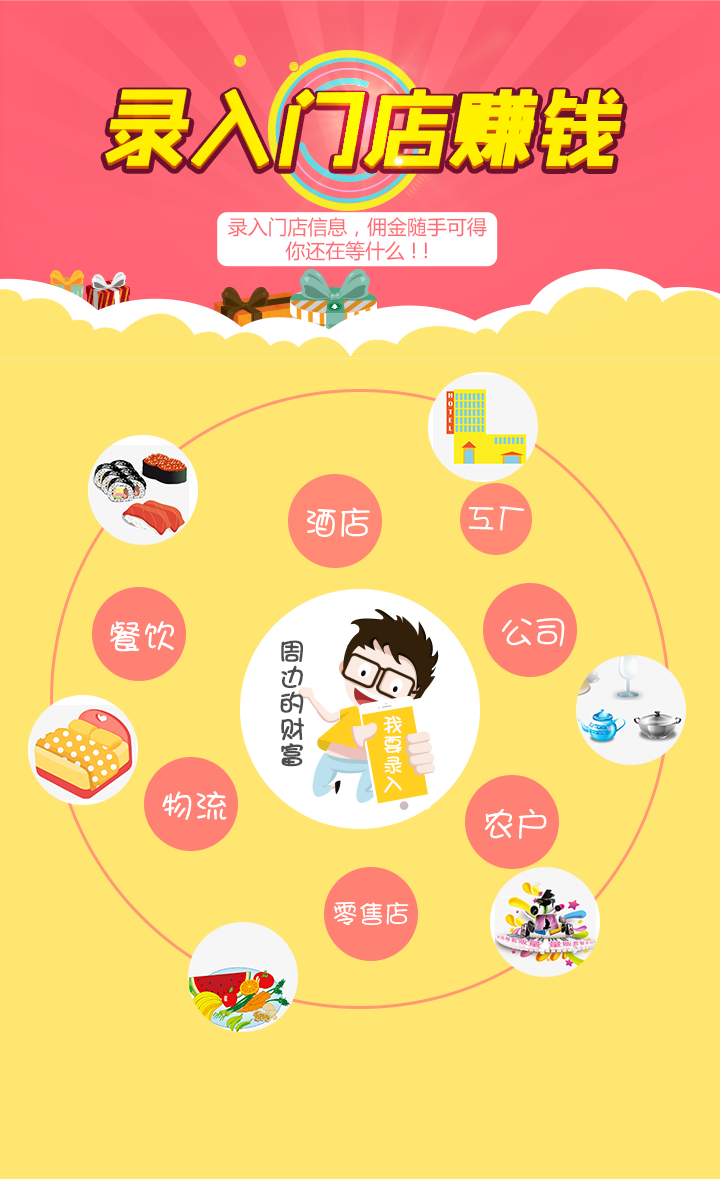 录入门店赚钱
录入门店信息，佣金随手可得
你还在等什么！！
HOTEL
酒店
工厂
餐饮
公司
周边的财富
我要录入
物流
农户
零售店